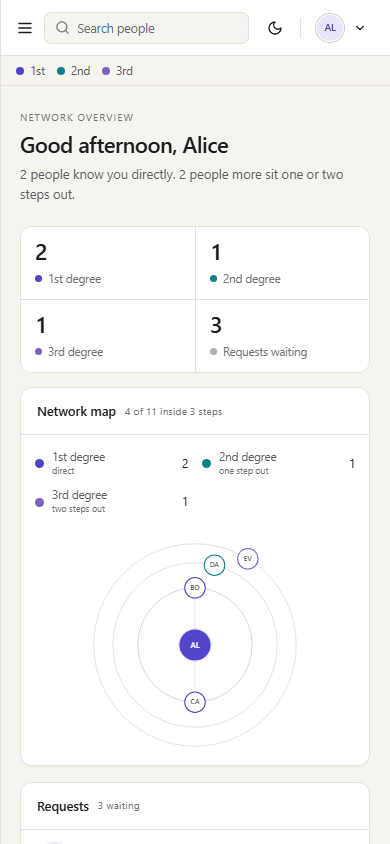 Search people
AL
1st
2nd
3rd
NETWORK OVERVIEW
Good afternoon, Alice
2 people know you directly. 2 people more sit one or two
steps out.
2
1st degree
1
2nd degree
1
3rd degree
3
Requests waiting
Network map 4 of 11 inside 3 steps
1st degree
direct
2
2nd degree
one step out
1
3rd degree
two steps out
1
EV
DA
BO
AL
CA
Requests 3 waiting